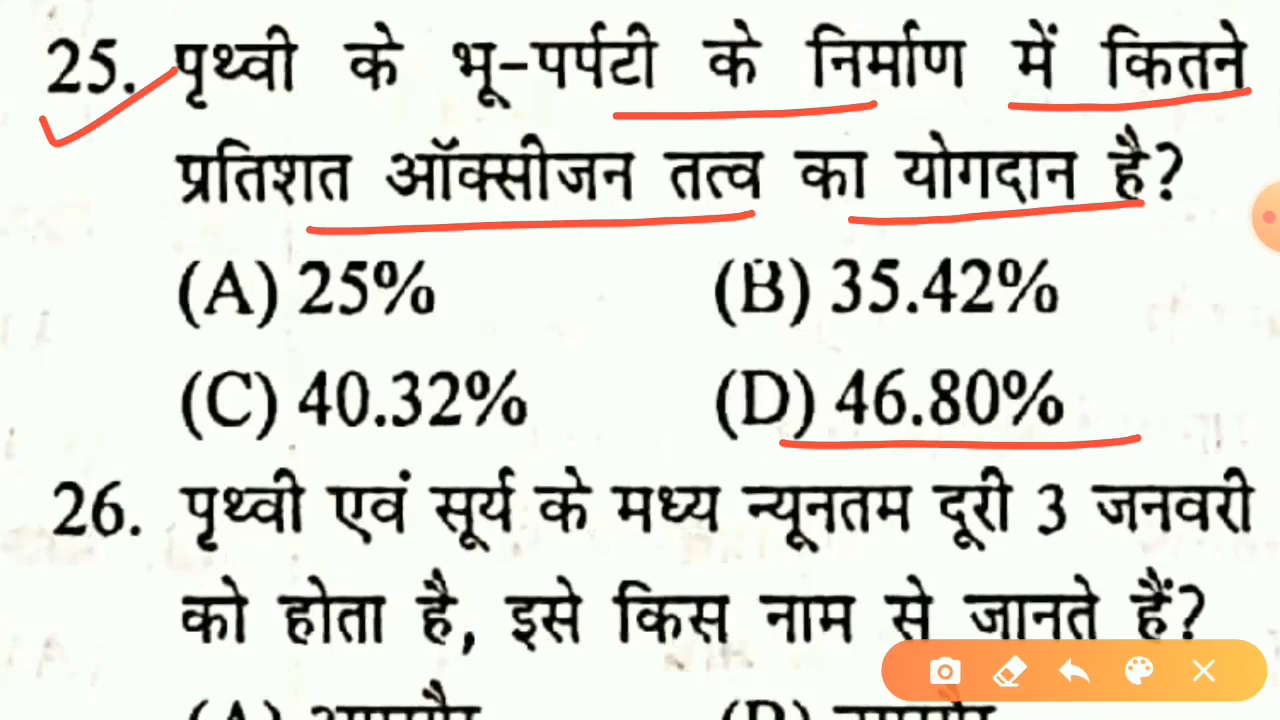 25. पृथ्वी के भू-पर्पटी के निर्माण में कितने
प्रतिशत ऑक्सीजन तत्व का योगदान है?
(A) 25% (B) 35.42%
(C) 40.32% (D) 46.80%
26. पृथ्वी एवं सूर्य के मध्य न्यूनतम दूरी 3 जनवरी
को होता है, इसे किस नाम से जानते हैं?
(A) (B)